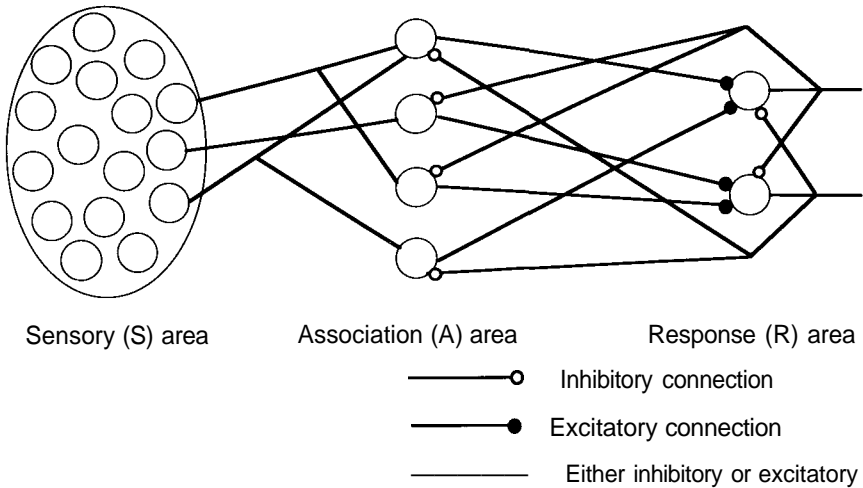 Sensory (S) area
Association (A) area
Response (R) area
Inhibitory connection
Excitatory connection
Either inhibitory or excitatory